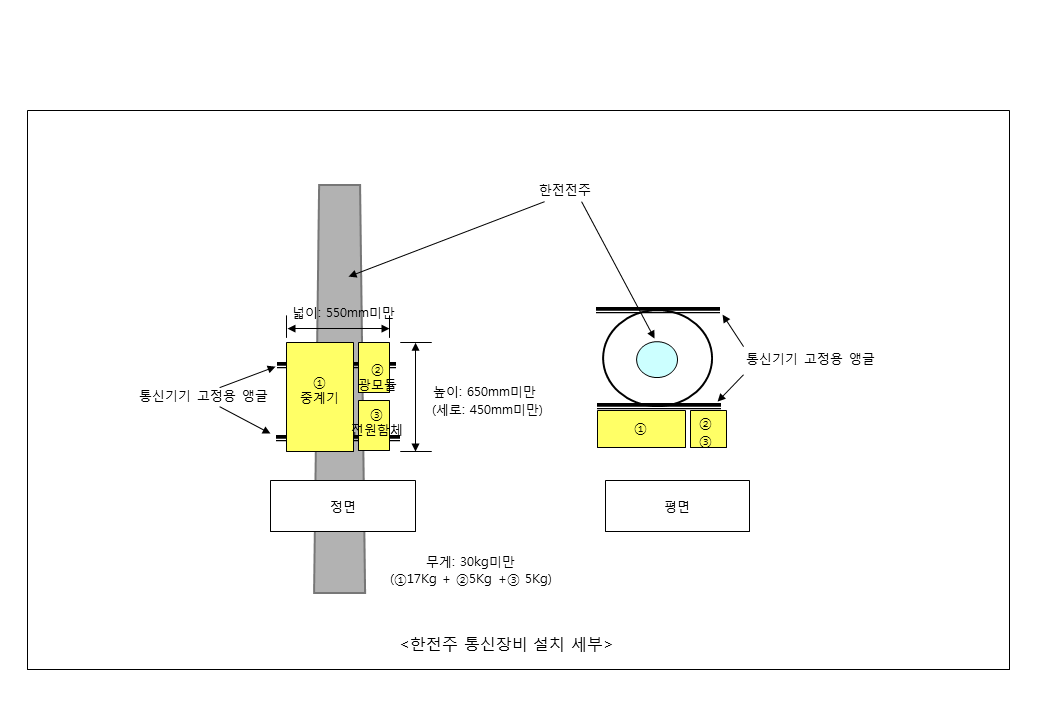 한전전주
넓이: 550mm미만
①
중계기
②
광모듈
③
전원함체
통신기기 고정용 앵글
높이: 650mm미만
(세로: 450mm미만)
통신기기 고정용 앵글
①
②
③
정면
평면
무게: 30kg미만
(①17Kg + ②5Kg +③ 5Kg)
<한전주 통신장비 설치 세부>